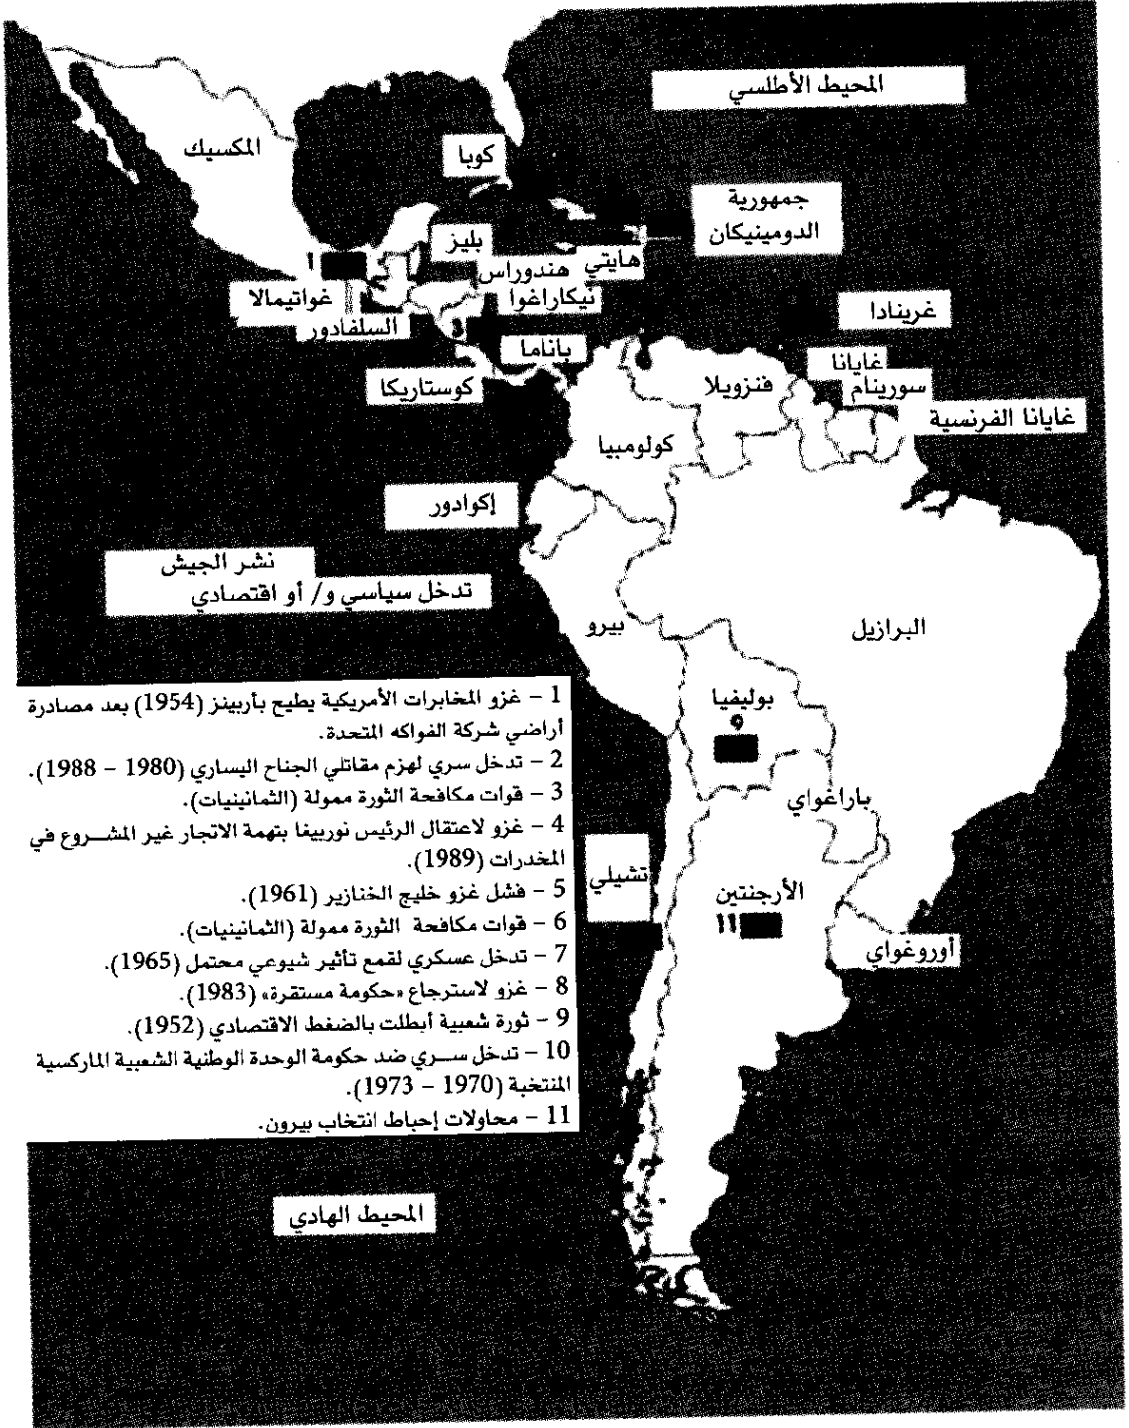 المحيط الأطلسي
المكسيك
كوبا
جمهورية
الدومينيكان
بليز
هايتي
هندوراس
1
غواتيمالا
نيكاراغوا
السلفادور
3
غرينادا
باناما
غايانا
كوستاريكا
فنزويلا
سورينام
غايانا الفرنسية
كولومبيا
إكوادور
نشر الجيش
تدخل سياسي و/ أو اقتصادي
بيرو
البرازيل
بوليفيا
9
باراغواي
تشيلي
الأرجنتين
11
أوروغواي
1 – غزو المخابرات الأمريكية يطيح بأربينز (1954) بعد مصادرة
أراضي شركة الفواكه المتحدة.
2 – تدخل سري لهزم مقاتلي الجناح اليساري (1980 – 1988).
3 – قوات مكافحة الثورة ممولة (الثمانينيات).
4 – غزو لاعتقال الرئيس نورييغا بتهمة الاتجار غير المشروع في
المخدرات (1989).
5 – فشل غزو خليج الخنازير (1961).
6 – قوات مكافحة الثورة ممولة (الثمانينيات).
7 – تدخل عسكري لقمع تأثير شيوعي محتمل (1965).
8 – غزو لاسترجاع «حكومة مستقرة» (1983).
9 – ثورة شعبية أبطلت بالضغط الاقتصادي (1952).
10 – تدخل سري ضد حكومة الوحدة الوطنية الشعبية الماركسية
المنتخبة (1970 – 1973).
11 – محاولات إحباط انتخاب بيرون.
المحيط الهادي